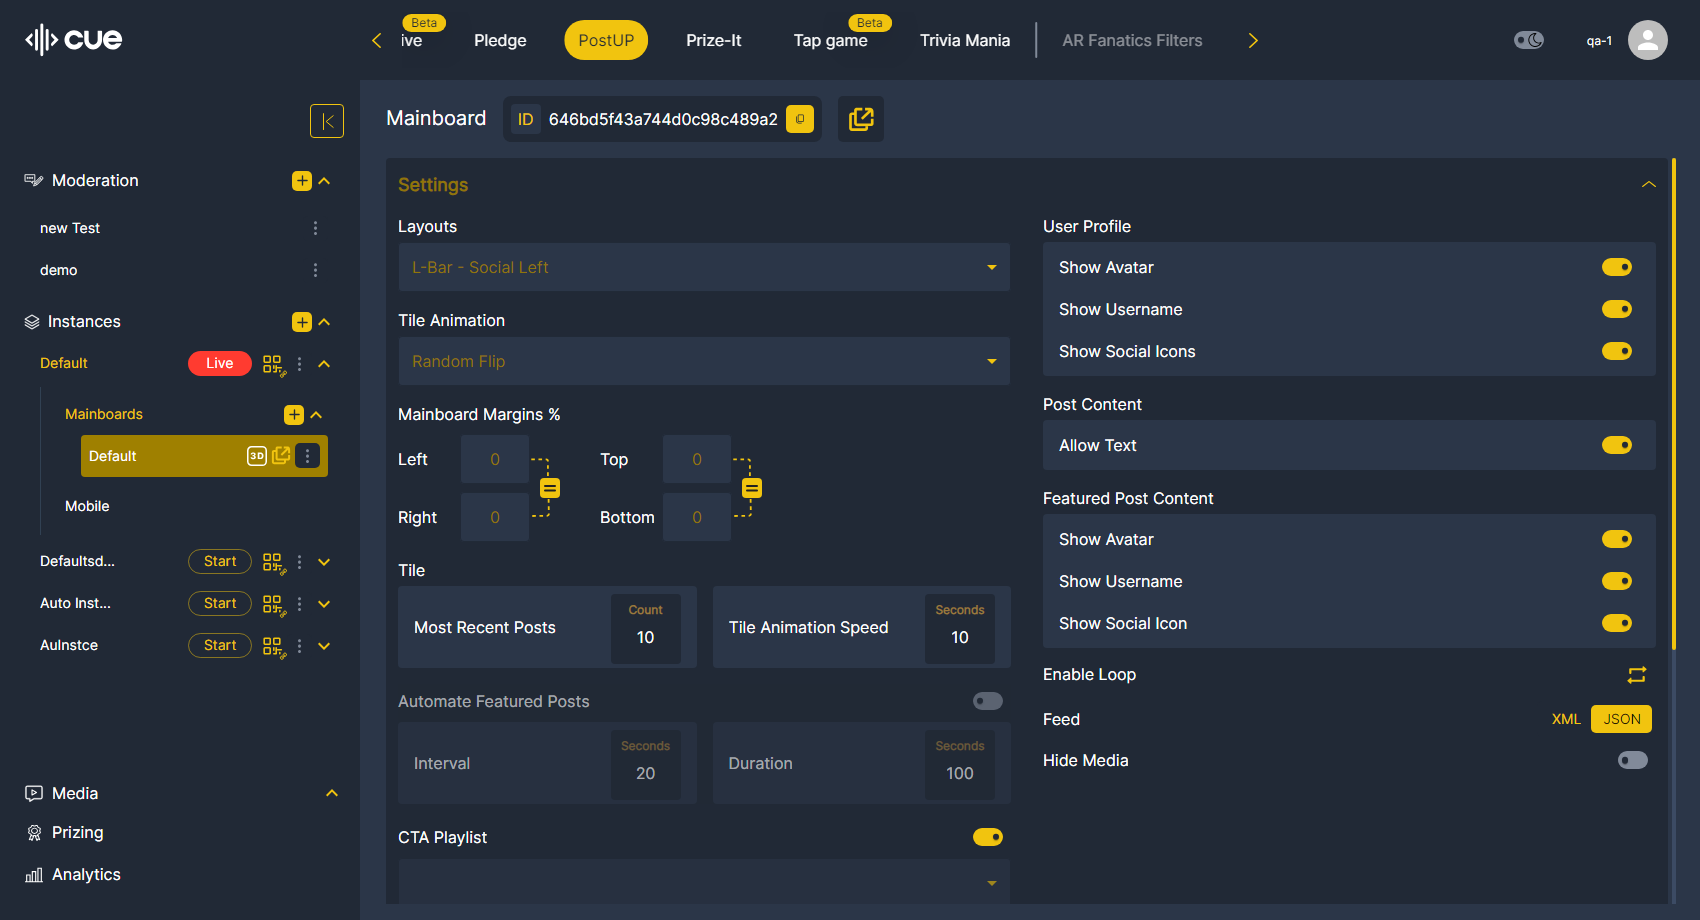 cue
Beta
ive
Pledge
PostUP
Prize-It
Beta
Tap game
Trivia Mania
AR Fanatics Filters
qa-1
Moderation
new Test
demo
Instances
Default
Live
Mainboards
Default
3D
Mobile
Defaultsd...
Start
Auto Inst...
Start
AuInstce
Start
Media
Prizing
Analytics
Mainboard
ID
646bd5f43a744d0c98c489a2
Settings
Layouts
L-Bar - Social Left
Tile Animation
Random Flip
Mainboard Margins %
Left 0 Top 0
Right 0 Bottom 0
Tile
Most Recent Posts
Count
10
Tile Animation Speed
Seconds
10
Automate Featured Posts
Interval
Seconds
20
Duration
Seconds
100
CTA Playlist
User Profile
Show Avatar
Show Username
Show Social Icons
Post Content
Allow Text
Featured Post Content
Show Avatar
Show Username
Show Social Icon
Enable Loop
Feed XML JSON
Hide Media